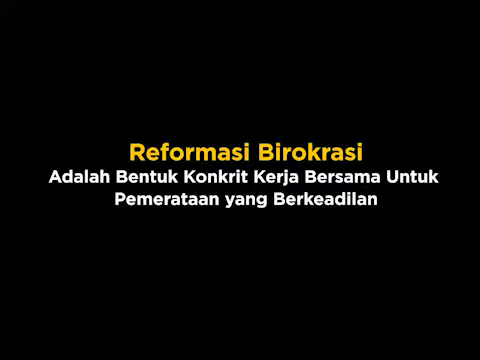 Reformasi Birokrasi
Adalah Bentuk Konkrit Kerja Bersama Untuk
Pemerataan yang Berkeadilan